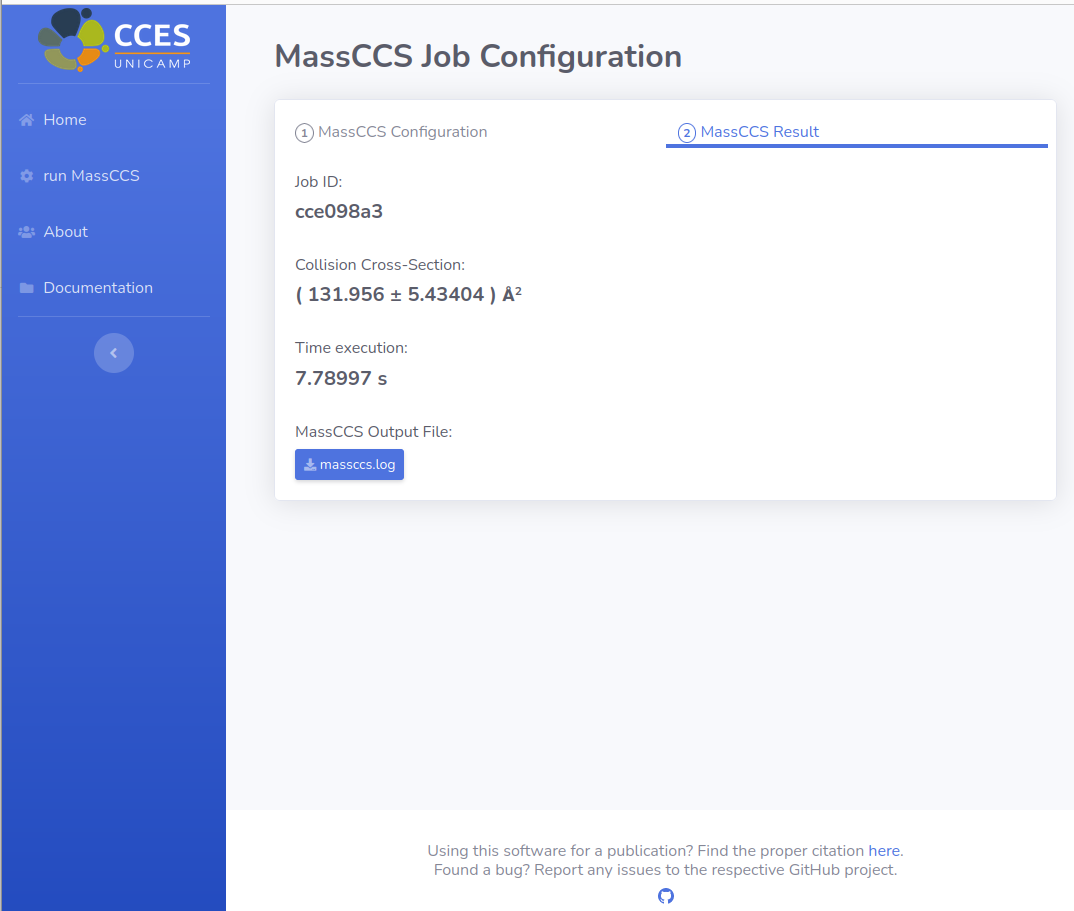 CCES
UNICAMP
Home
run MassCCS
About
Documentation
MassCCS Job Configuration
1 MassCCS Configuration
2 MassCCS Result
Job ID:
cce098a3
Collision Cross-Section:
( 131.956 ± 5.43404 ) Å²
Time execution:
7.78997 s
MassCCS Output File:
massccs.log
Using this software for a publication? Find the proper citation here.
Found a bug? Report any issues to the respective GitHub project.